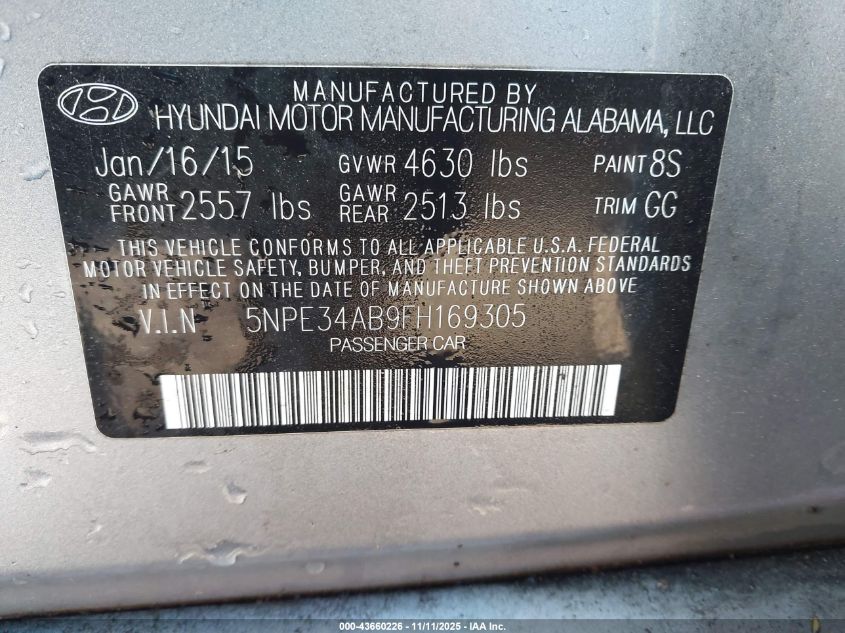 MANUFACTURED BY
HYUNDAI MOTOR MANUFACTURING ALABAMA, LLC
Jan/16/15 GVWR 4630 lbs PAINT 8S
GAWR FRONT 2557 lbs GAWR REAR 2513 lbs TRIM GG
THIS VEHICLE CONFORMS TO ALL APPLICABLE U.S.A. FEDERAL
MOTOR VEHICLE SAFETY, BUMPER, AND THEFT PREVENTION STANDARDS
IN EFFECT ON THE DATE OF MANUFACTURE SHOWN ABOVE
V.I.N 5NPE34AB9FH169305
PASSENGER CAR
000-43660226 - 11/11/2025 - IAA Inc.